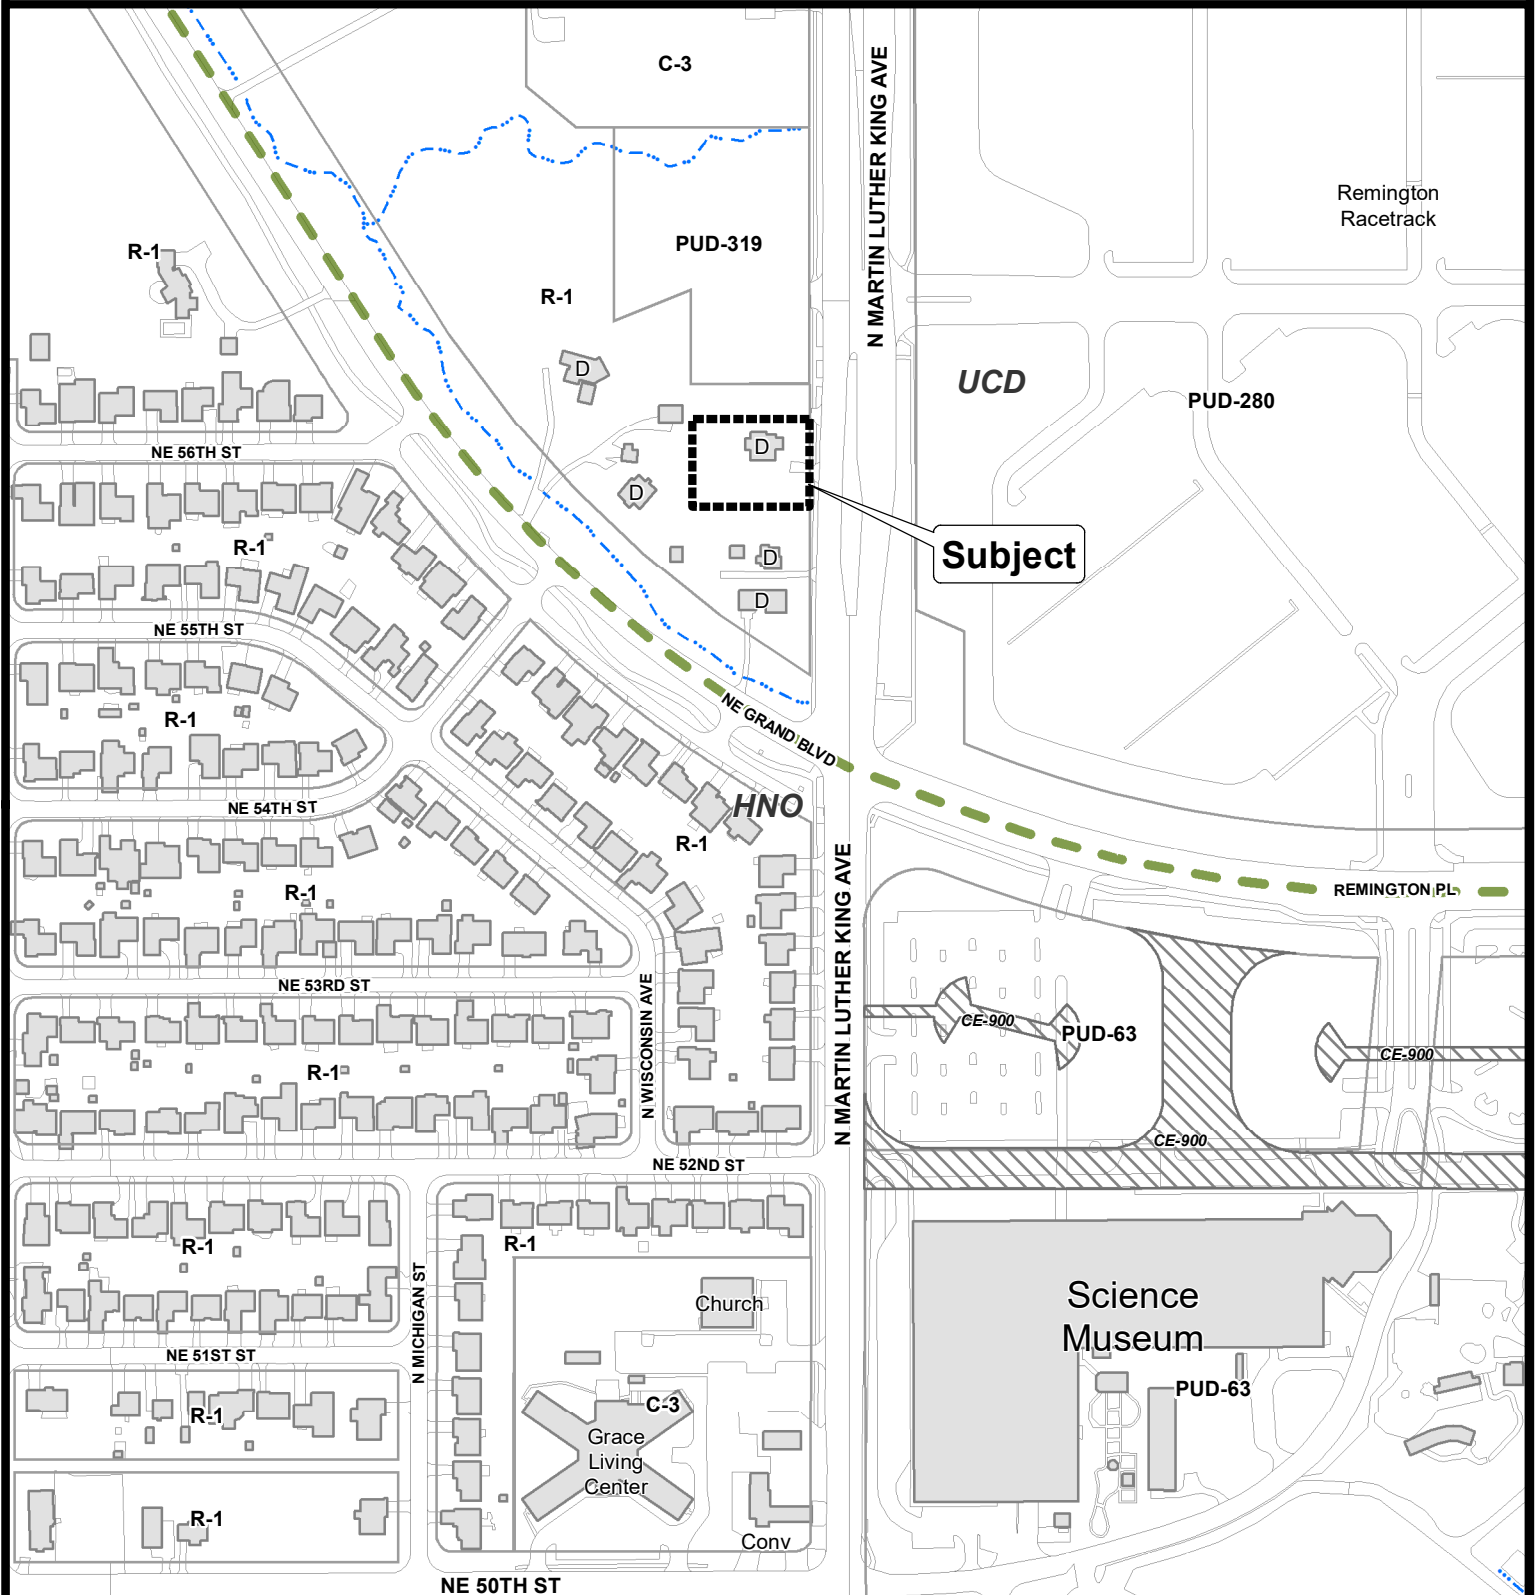 C-3
N MARTIN LUTHER KING AVE
Remington
Racetrack
R-1
PUD-319
R-1
D
UCD
PUD-280
D
NE 56TH ST
D
R-1
Subject
D
D
NE 55TH ST
R-1
NE GRAND BLVD
HNO
NE 54TH ST
R-1
R-1
REMINGTON PL
N MARTIN LUTHER KING AVE
NE 53RD ST
N WISCONSIN AVE
CE-900
PUD-63
CE-900
R-1
CE-900
NE 52ND ST
R-1
R-1
N MICHIGAN ST
Church
Science
Museum
NE 51ST ST
PUD-63
C-3
R-1
Grace
Living
Center
R-1
Conv
NE 50TH ST